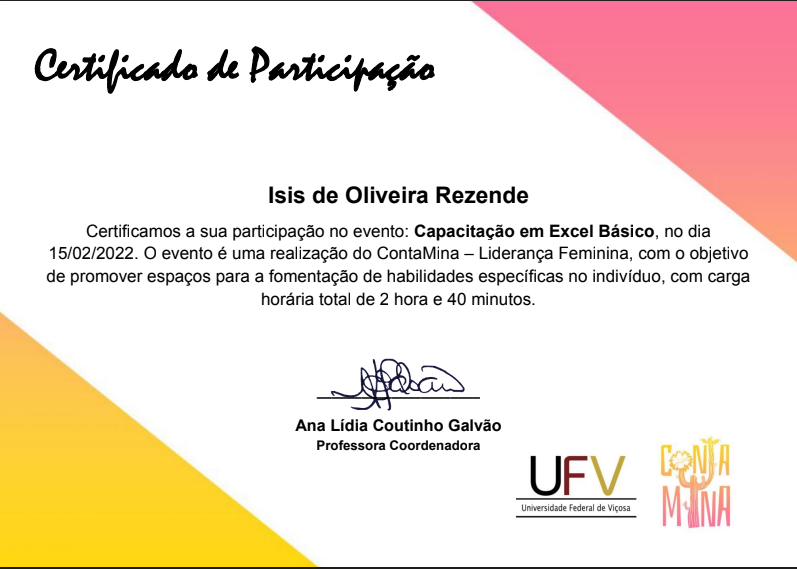 Certificado de Participação
Isis de Oliveira Rezende
Certificamos a sua participação no evento: Capacitação em Excel Básico, no dia
15/02/2022. O evento é uma realização do ContaMina – Liderança Feminina, com o objetivo
de promover espaços para a fomentação de habilidades específicas no indivíduo, com carga
horária total de 2 hora e 40 minutos.
Ana Lídia Coutinho Galvão
Professora Coordenadora
UFV
Universidade Federal de Viçosa
CONTA
MINA